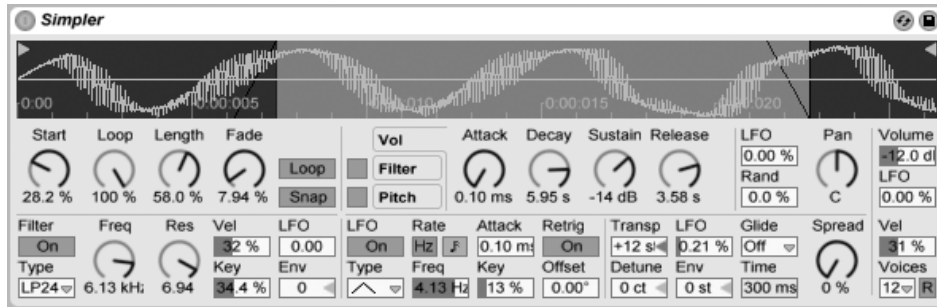 Simpler
0:00 0:00:005 0:00:010 0:00:015 0:00:020
Start Loop Length Fade Vol Attack Decay Sustain Release LFO Pan Volume
0.00 % -12.0 dB
Loop Filter Rand LFO
28.2 % 100 % 58.0 % 7.94 % Snap Pitch 0.10 ms 5.95 s -14 dB 3.58 s 0.0 % C 0.00 %
Filter Freq Res Vel LFO LFO Rate Attack Retrig Transp LFO Glide Spread Vel
On 32 % 0.00 On Hz 0.10 ms On +12 st 0.21 % Off 31 %
Type Key Env Type Freq Key Offset Detune Env Time Voices
LP24 6.13 kHz 6.94 34.4 % 0 4.13 Hz 13 % 0.00° 0 ct 0 st 300 ms 0 % 12 R